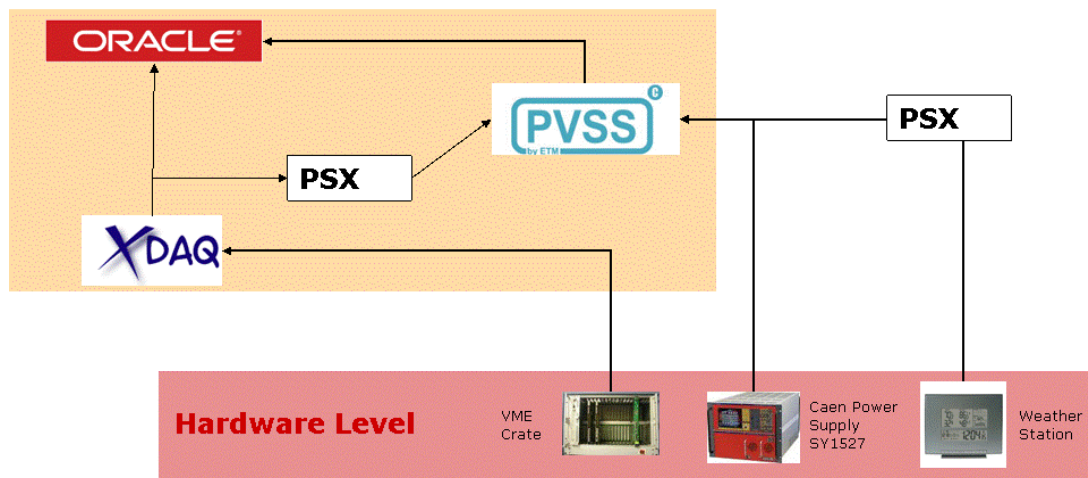 ORACLE®
C
PVSS
by ETM
PSX
PSX
XDAQ
Hardware Level
VME
Crate
Caen Power
Supply
SY1527
Weather
Station